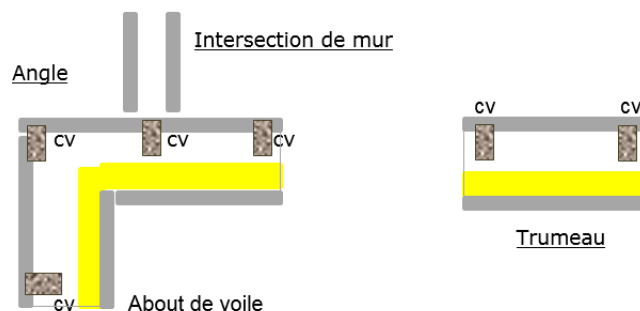 Intersection de mur
Angle
cv
cv
cv
cv
cv
cv
Trumeau
cv
About de voile